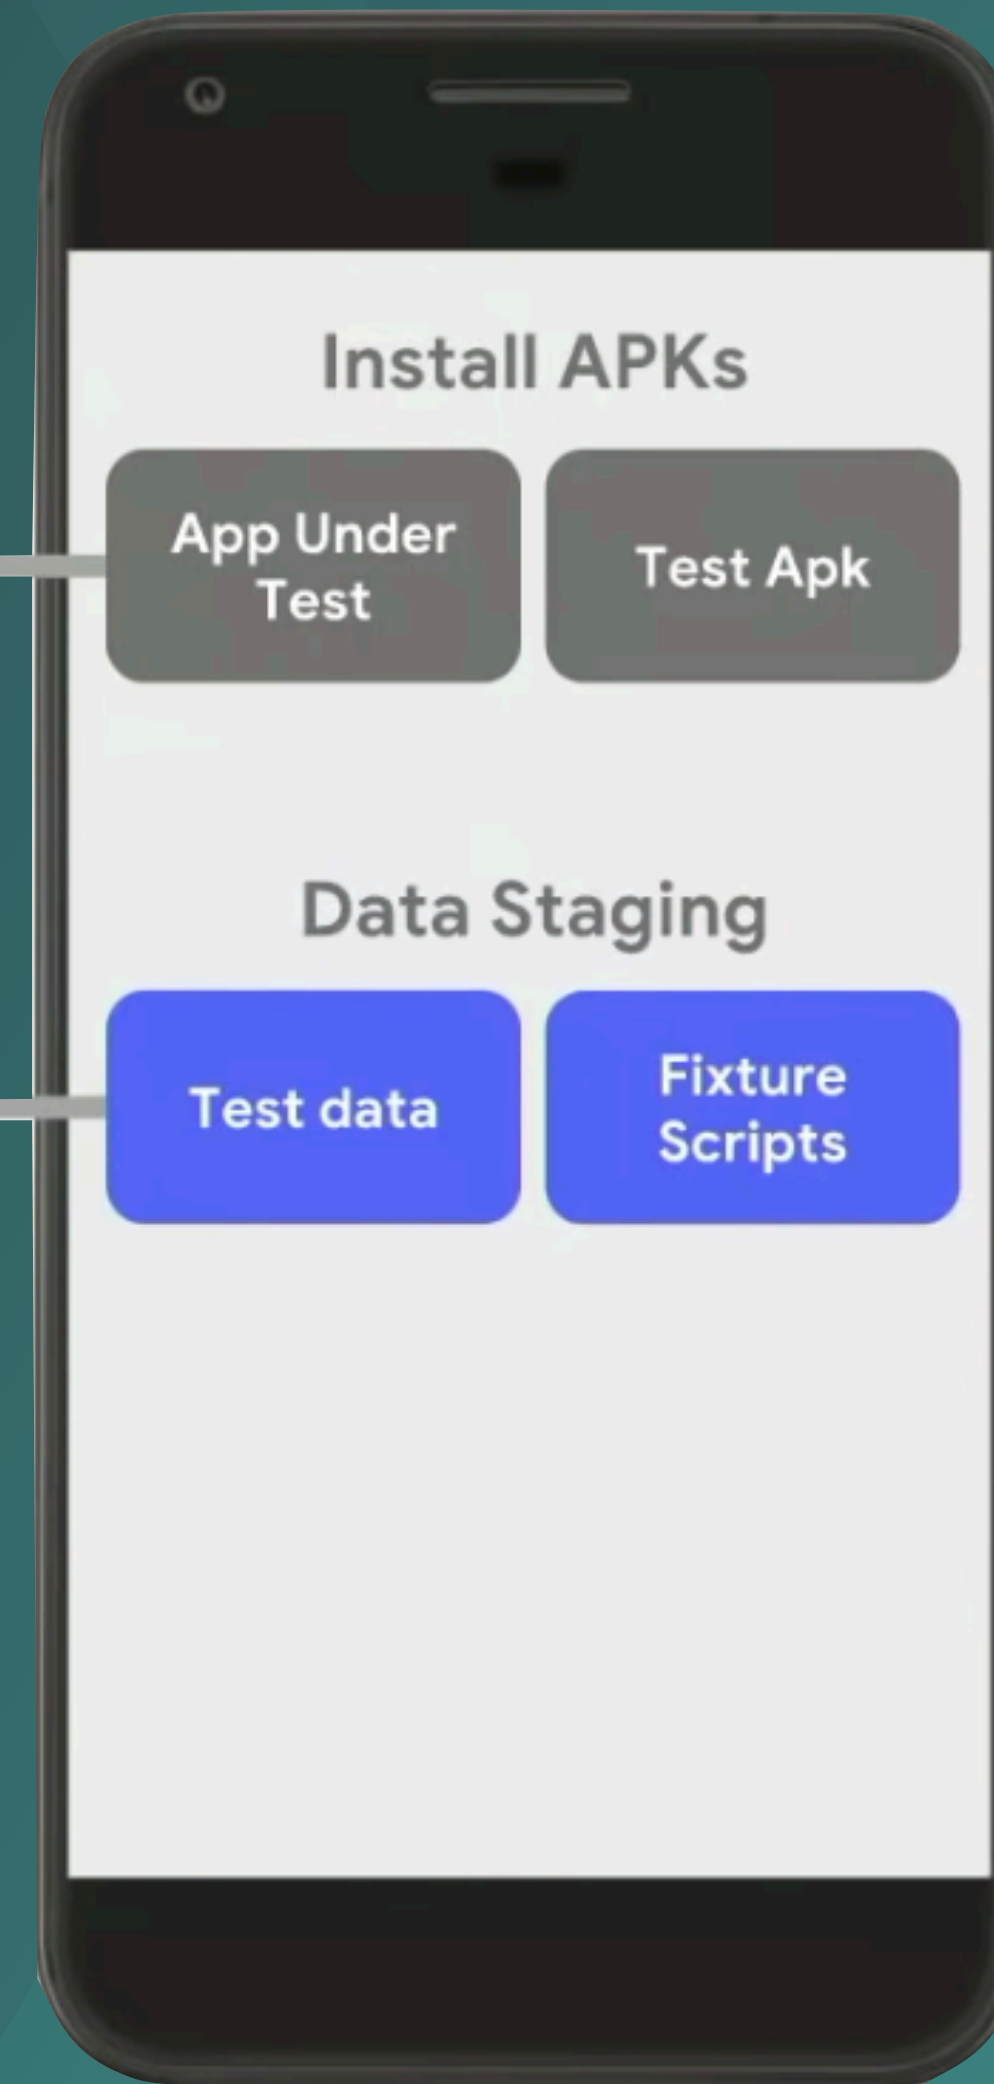 Install APKs
App Under
Test
Test Apk
Data Staging
Test data
Fixture
Scripts